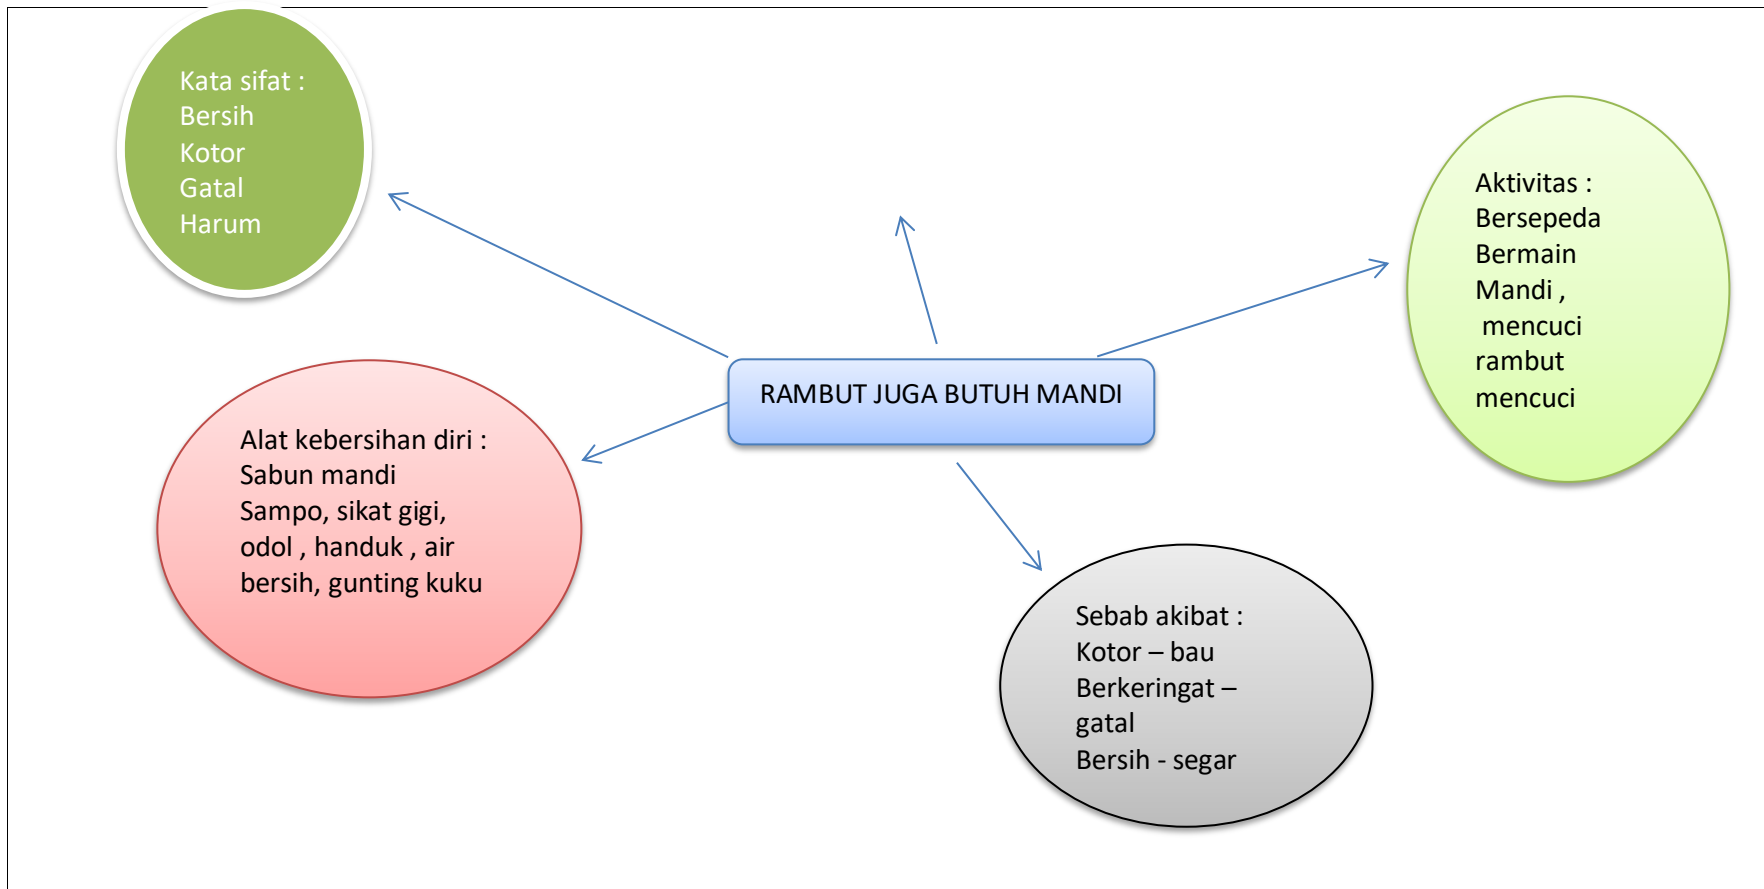 Kata sifat :
Bersih
Kotor
Gatal
Harum
Aktivitas :
Bersepeda
Bermain
Mandi ,
mencuci
rambut
mencuci
RAMBUT JUGA BUTUH MANDI
Alat kebersihan diri :
Sabun mandi
Sampo, sikat gigi,
odol , handuk , air
bersih, gunting kuku
Sebab akibat :
Kotor – bau
Berkeringat –
gatal
Bersih - segar